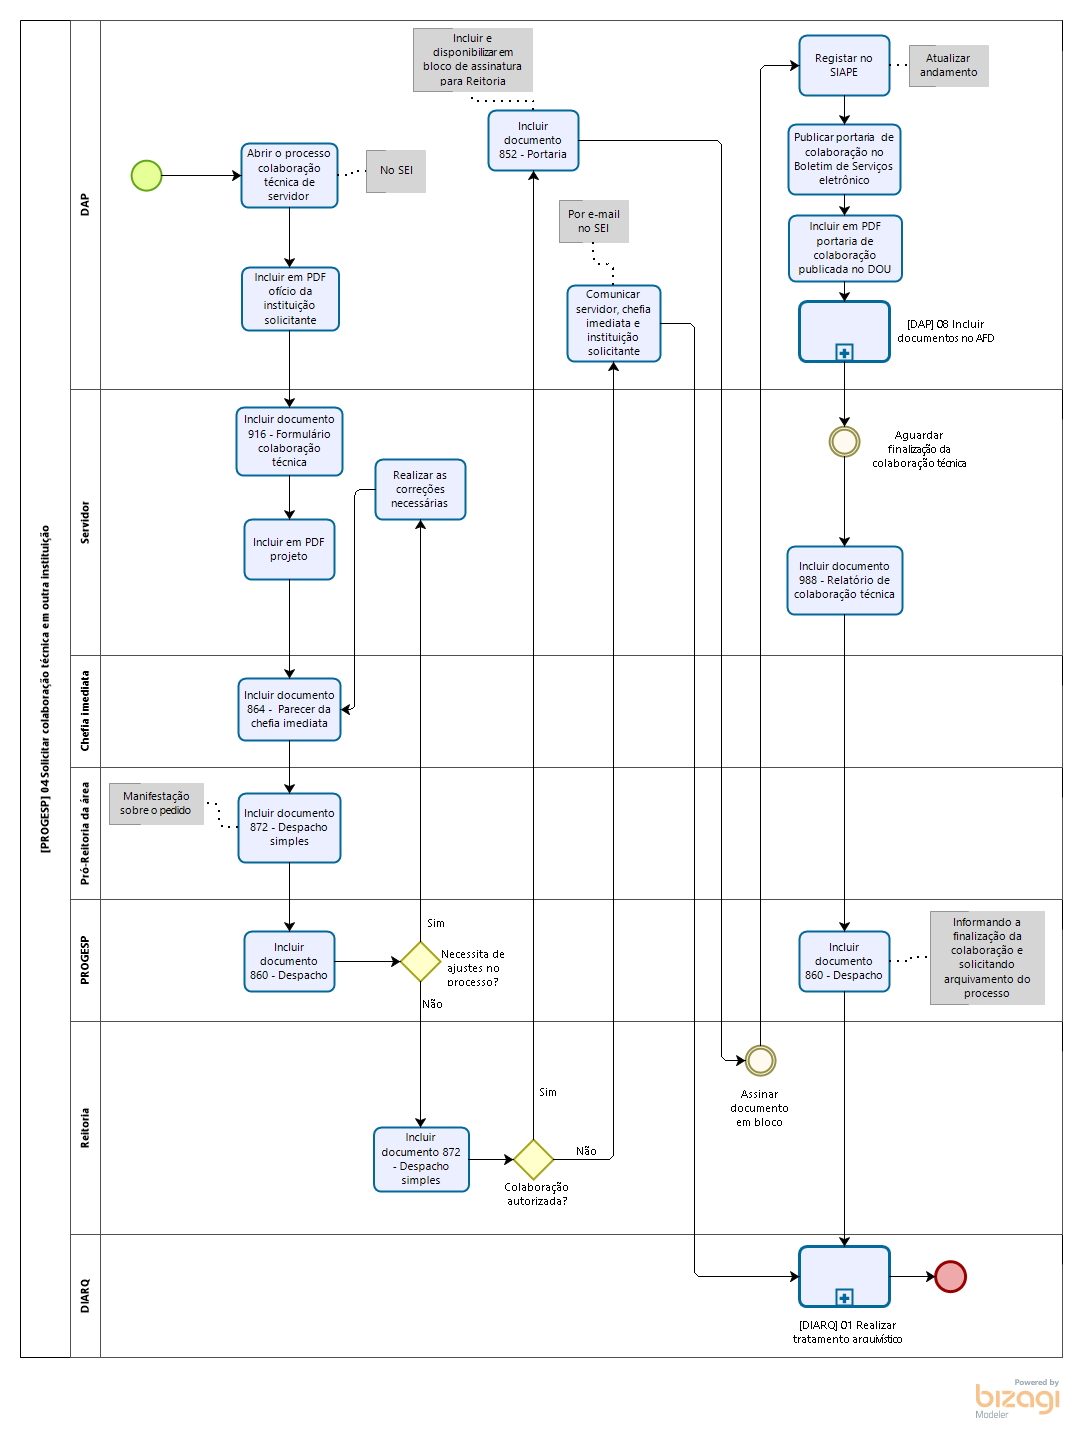 [PROGESP] 04 Solicitar colaboração técnica em outra instituição
DAP
Abrir o processo
colaboração
técnica de
servidor
No SEI
Incluir em PDF
ofício da
instituição
solicitante
Incluir e
disponibilizar em
bloco de assinatura
para Reitoria
Incluir
documento
852 - Portaria
Por e-mail
no SEI
Comunicar
servidor, chefia
imediata e
instituição
solicitante
Registar no
SIAPE
Atualizar
andamento
Publicar portaria de
colaboração no
Boletim de Serviços
eletrônico
Incluir em PDF
portaria de
colaboração
publicada no DOU
[DAP] 08 Incluir
documentos no AFD
Servidor
Incluir documento
916 - Formulário
colaboração
técnica
Incluir em PDF
projeto
Realizar as
correções
necessárias
Aguardar
finalização da
colaboração técnica
Incluir documento
988 - Relatório de
colaboração técnica
Chefia imediata
Incluir documento
864 - Parecer da
chefia imediata
Pró-Reitoria da área
Manifestação
sobre o pedido
Incluir documento
872 - Despacho
simples
PROGESP
Incluir
documento
860 - Despacho
Sim
Necessita de
ajustes no
processo?
Não
Incluir
documento
860 - Despacho
Informando a
finalização da
colaboração e
solicitando
arquivamento do
processo
Reitoria
Incluir
documento 872
- Despacho
simples
Sim
Não
Colaboração
autorizada?
Assinar
documento
em bloco
DIARQ
[DIARQ] 01 Realizar
tratamento arquivístico
Powered by
bizagi
Modeler